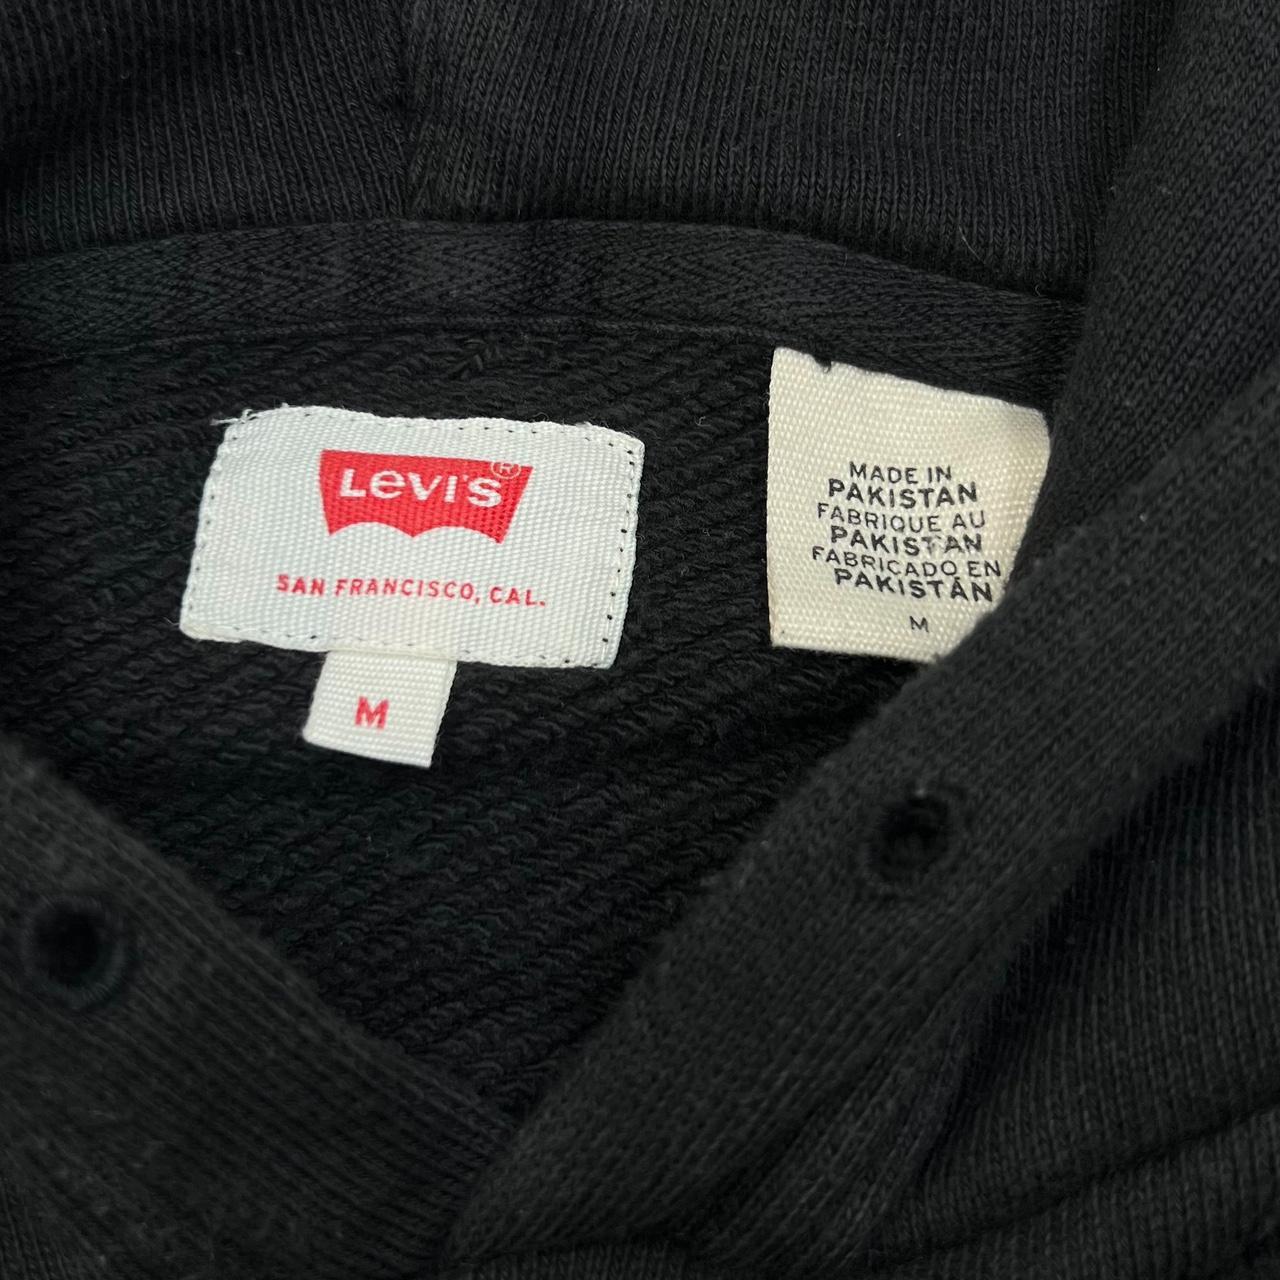 Levi's®
SAN FRANCISCO, CAL.
M
MADE IN
PAKISTAN
FABRIQUE AU
PAKISTAN
FABRICADO EN
PAKISTÁN
M